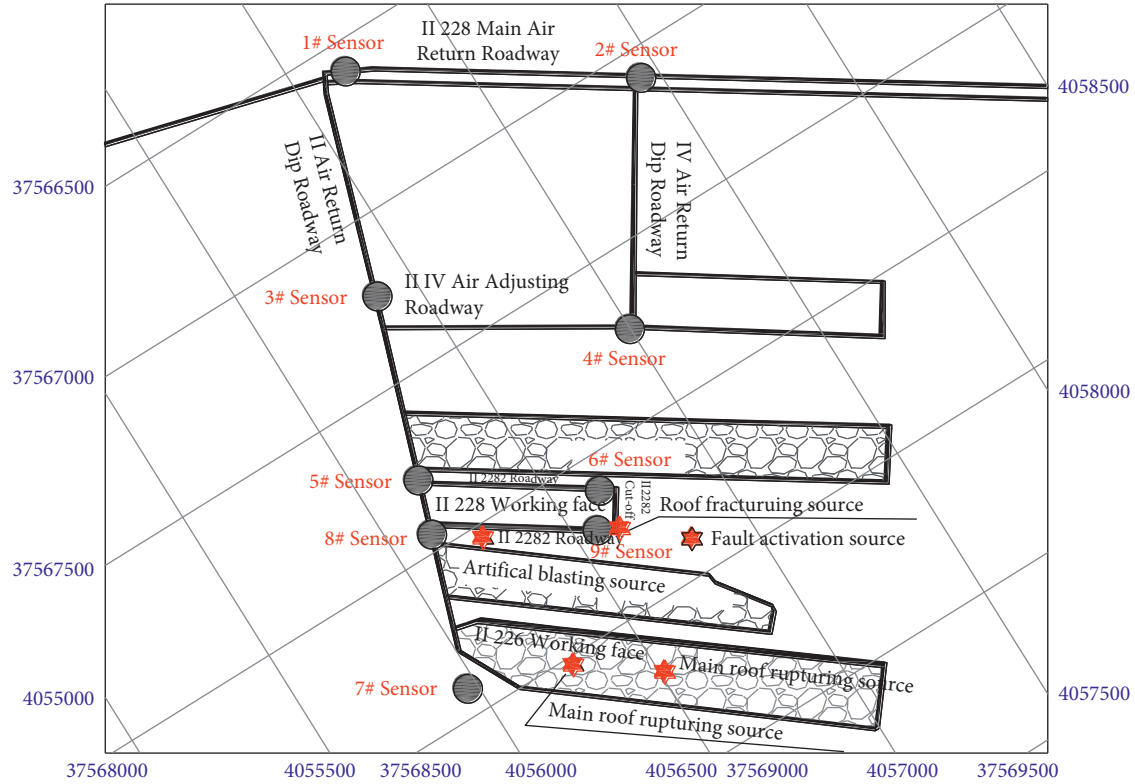 II 228 Main Air
Return Roadway
1# Sensor
2# Sensor
4058500
II Air Return
Dip Roadway
IV Air Return
Dip Roadway
37566500
3# Sensor
II IV Air Adjusting
Roadway
4# Sensor
37567000
4058000
6# Sensor
5# Sensor
II 2282 Roadway
II 2282
Cut-off
II 228 Working face
Roof fracturuing source
8# Sensor
II 2282 Roadway
9# Sensor
Fault activation source
37567500
Artifical blasting source
II 226 Working face
Main roof rupturing source
7# Sensor
4055000
4057500
Main roof rupturing source
37568000
4055500
37568500
4056000
4056500
37569000
4057000
37569500